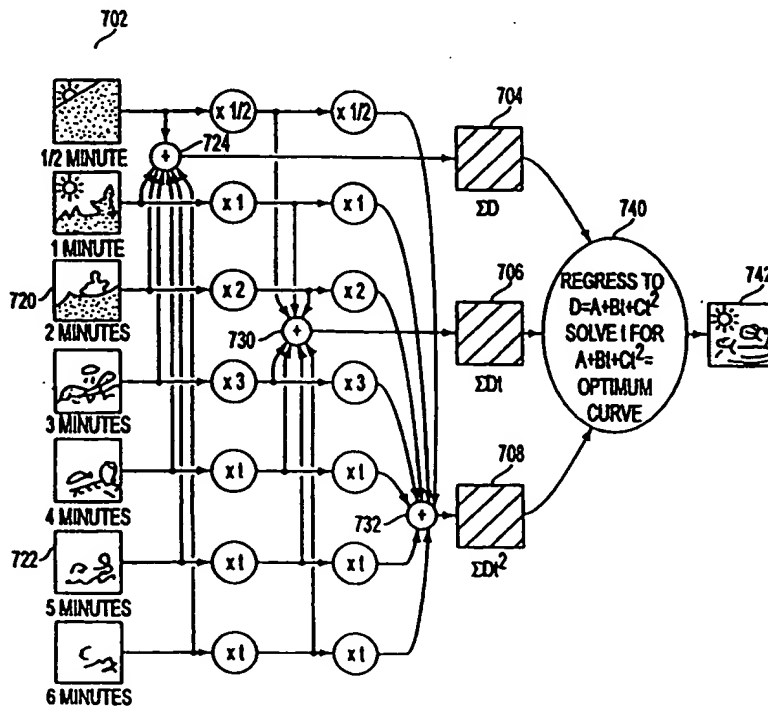 702
1/2 MINUTE
x 1/2
x 1/2
+
724
704
ΣD
1 MINUTE
x 1
x 1
720
2 MINUTES
x 2
x 2
730
+
706
ΣDt
740
REGRESS TO
D=A+Bt+Ct²
SOLVE t FOR
A+Bt+Ct²=
OPTIMUM
CURVE
742
3 MINUTES
x 3
x 3
4 MINUTES
x t
x t
732
+
708
ΣDt²
722
5 MINUTES
x t
x t
6 MINUTES
x t
x t